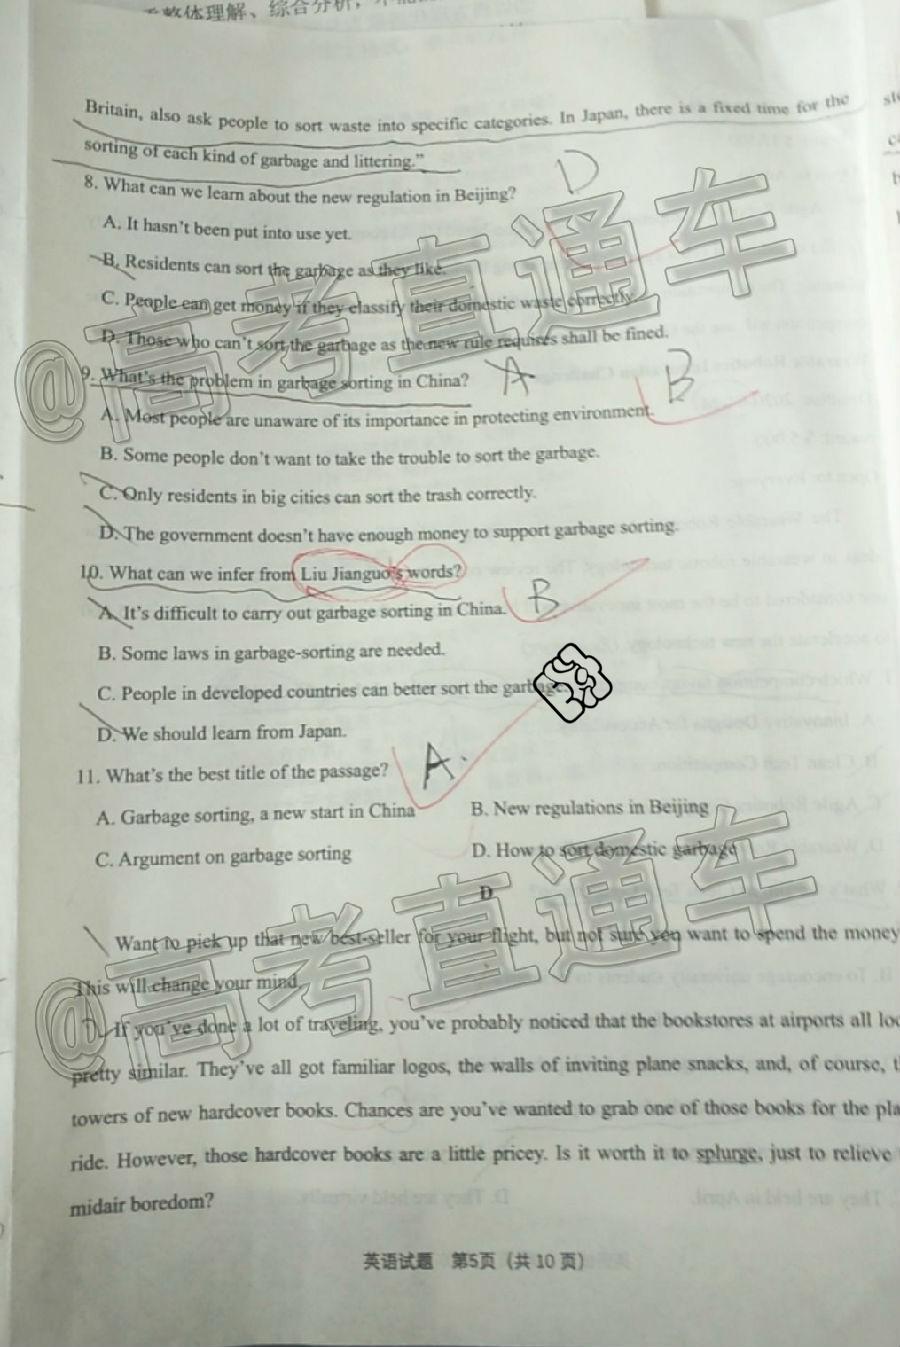 体理解、综合分析，
Britain, also ask people to sort waste into specific categories. In Japan, there is a fixed time for the
sorting of each kind of garbage and littering."
8. What can we learn about the new regulation in Beijing?
D
A. It hasn't been put into use yet.
B. Residents can sort the garbage as they like.
C. People can get money if they classify their domestic waste correctly.
D. Those who can't sort the garbage as the new rule requires shall be fined.
9. What's the problem in garbage sorting in China?
A
B
A. Most people are unaware of its importance in protecting environment.
B. Some people don't want to take the trouble to sort the garbage.
C. Only residents in big cities can sort the trash correctly.
D. The government doesn't have enough money to support garbage sorting.
10. What can we infer from Liu Jianguo's words?
B
A. It's difficult to carry out garbage sorting in China.
B. Some laws in garbage-sorting are needed.
C. People in developed countries can better sort the garbage.
D. We should learn from Japan.
11. What's the best title of the passage?
A.
A. Garbage sorting, a new start in China
B. New regulations in Beijing
C. Argument on garbage sorting
D. How to sort domestic garbage
D
Want to pick up that new best-seller for your flight, but not sure you want to spend the money
This will change your mind.
If you've done a lot of traveling, you've probably noticed that the bookstores at airports all
pretty similar. They've all got familiar logos, the walls of inviting plane snacks, and, of course,
towers of new hardcover books. Chances are you've wanted to grab one of those books for the
ride. However, those hardcover books are a little pricey. Is it worth it to splurge, just to relieve
midair boredom?
英语试题 第5页（共 10 页）
@高考直通车
@高考直通车